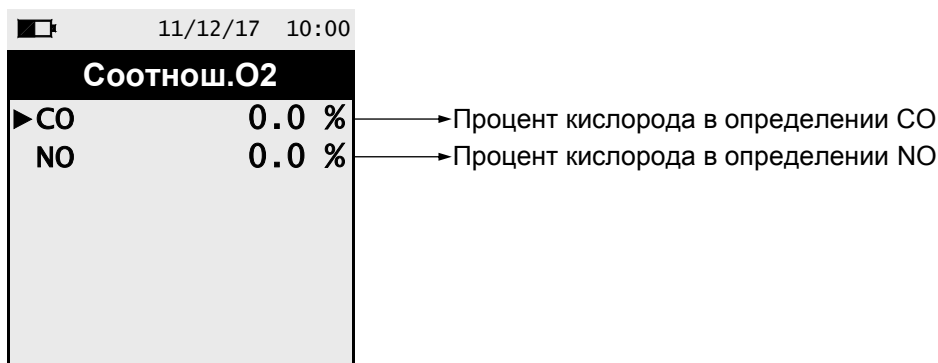 11/12/17 10:00
Соотнош.O2
►CO 0.0 % Процент кислорода в определении CO
NO 0.0 % Процент кислорода в определении NO